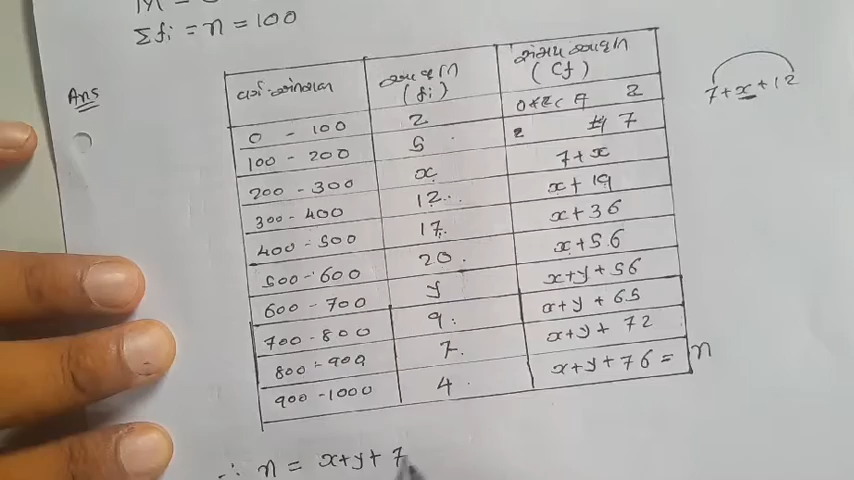 Σfi = n = 100
Ans
વર્ગ-અંતરાલ આવૃત્તિ (fi) સંચયી આવૃત્તિ (Cf)
0 - 100 2 2
100 - 200 5 7
200 - 300 x 7+x
300 - 400 12 x+19
400 - 500 17 x+36
500 - 600 20 x+56
600 - 700 y x+y+56
700 - 800 9 x+y+65
800 - 900 7 x+y+72
900 - 1000 4 x+y+76 = n
7+x+12
∴ n = x+y+7